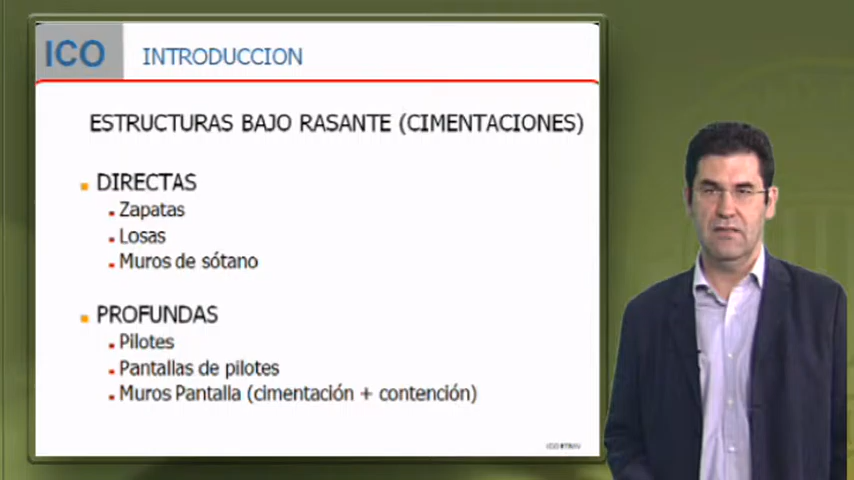 ICO
INTRODUCCION
ESTRUCTURAS BAJO RASANTE (CIMENTACIONES)
DIRECTAS
Zapatas
Losas
Muros de sótano
PROFUNDAS
Pilotes
Pantallas de pilotes
Muros Pantalla (cimentación + contención)